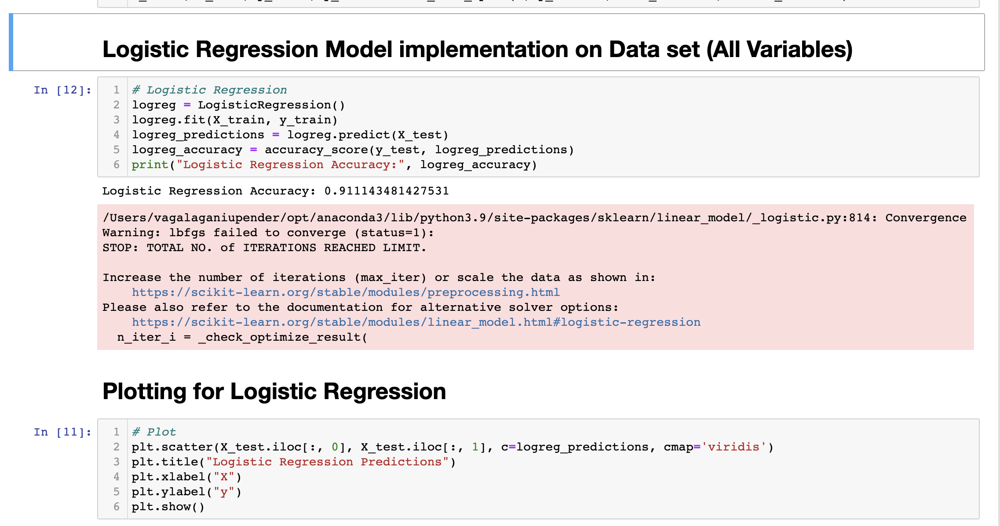 Logistic Regression Model implementation on Data set (All Variables)
In [12]:
1 # Logistic Regression
2 logreg = LogisticRegression()
3 logreg.fit(X_train, y_train)
4 logreg_predictions = logreg.predict(X_test)
5 logreg_accuracy = accuracy_score(y_test, logreg_predictions)
6 print("Logistic Regression Accuracy:", logreg_accuracy)
Logistic Regression Accuracy: 0.911143481427531
/Users/vagalaganiupender/opt/anaconda3/lib/python3.9/site-packages/sklearn/linear_model/_logistic.py:814: Convergence
Warning: lbfgs failed to converge (status=1):
STOP: TOTAL NO. of ITERATIONS REACHED LIMIT.
Increase the number of iterations (max_iter) or scale the data as shown in:
https://scikit-learn.org/stable/modules/preprocessing.html
Please also refer to the documentation for alternative solver options:
https://scikit-learn.org/stable/modules/linear_model.html#logistic-regression
n_iter_i = _check_optimize_result(
Plotting for Logistic Regression
In [11]:
1 # Plot
2 plt.scatter(X_test.iloc[:, 0], X_test.iloc[:, 1], c=logreg_predictions, cmap='viridis')
3 plt.title("Logistic Regression Predictions")
4 plt.xlabel("X")
5 plt.ylabel("y")
6 plt.show()